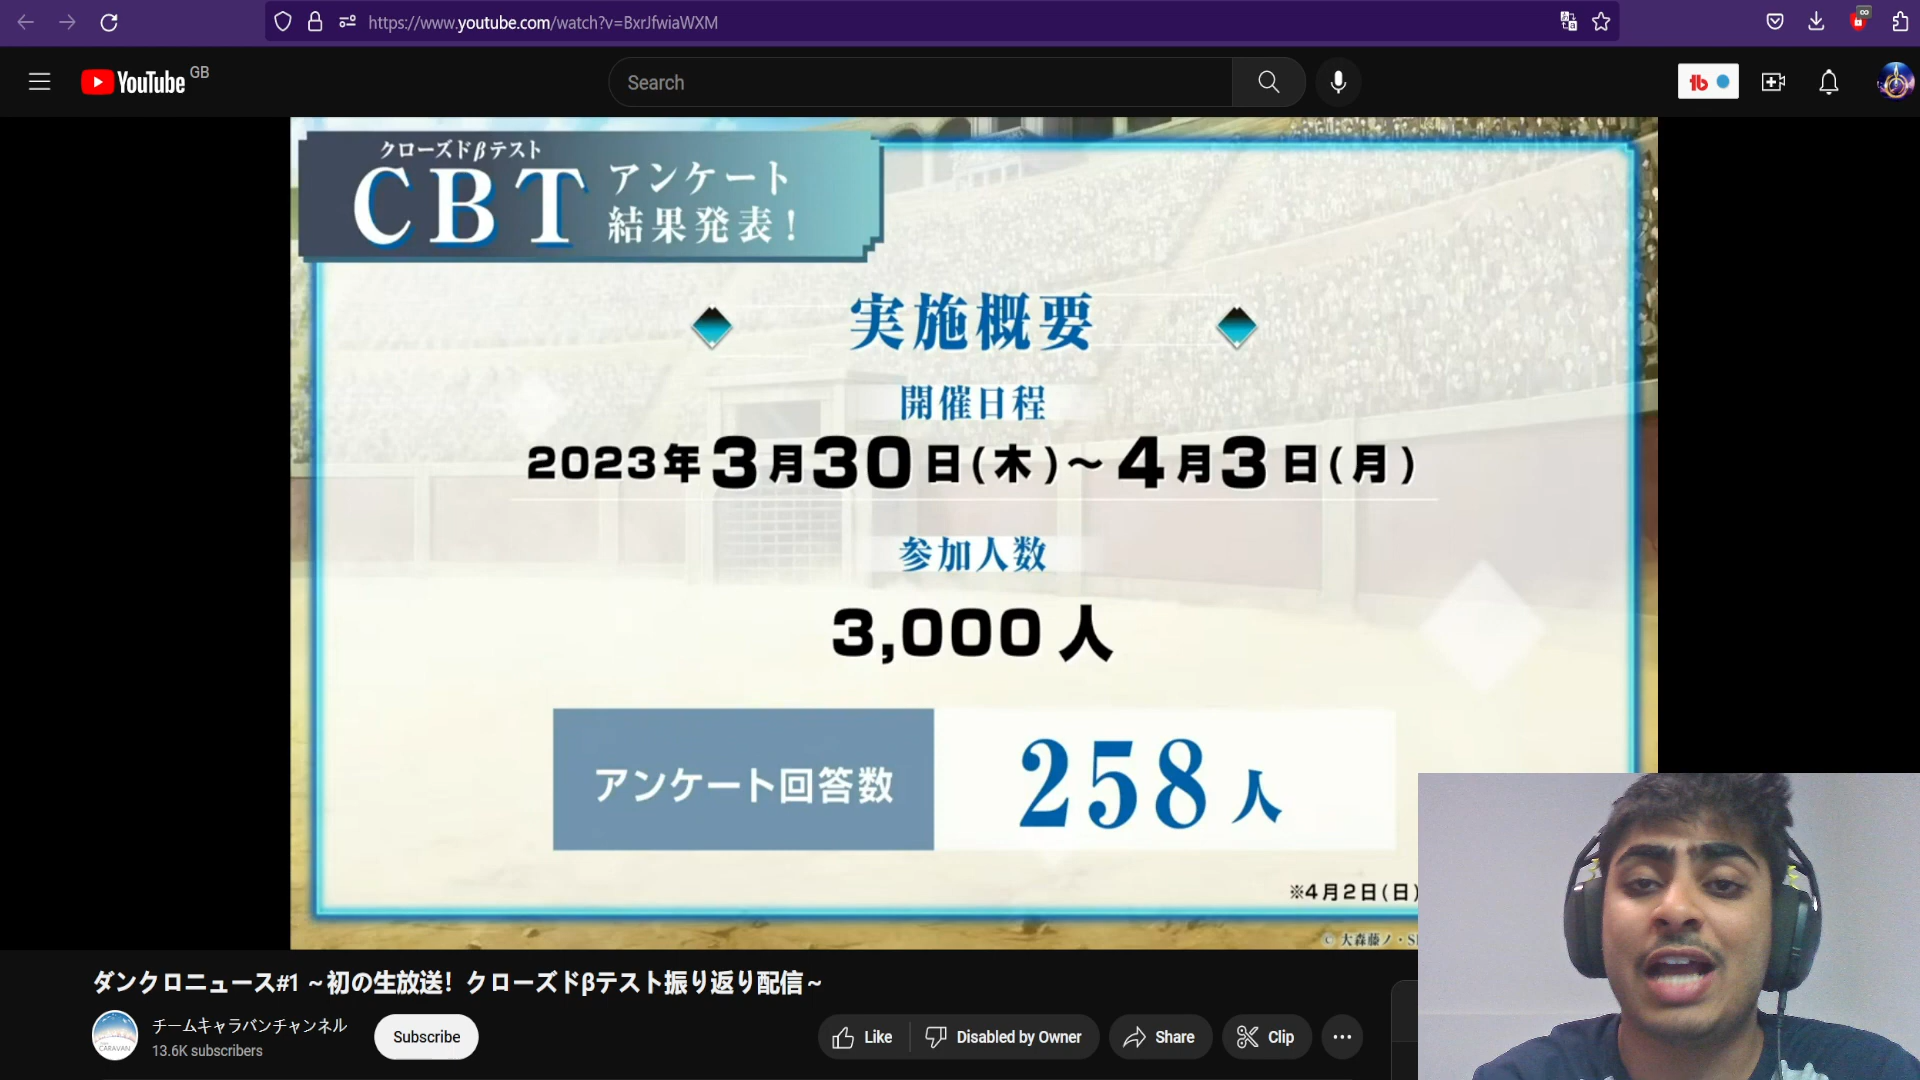 https://www.youtube.com/watch?v=BxrJfwiaWXM
YouTube GB
Search
クローズドβテスト
CBT アンケート
結果発表!
実施概要
開催日程
2023年3月30日(木)~4月3日(月)
参加人数
3,000人
アンケート回答数
258人
※4月2日(日)
© 大森藤ノ・S
ダンクロニュース#1 ~初の生放送! クローズドβテスト振り返り配信~
チームキャラバンチャンネル
13.6K subscribers
Subscribe
Like
Disabled by Owner
Share
Clip